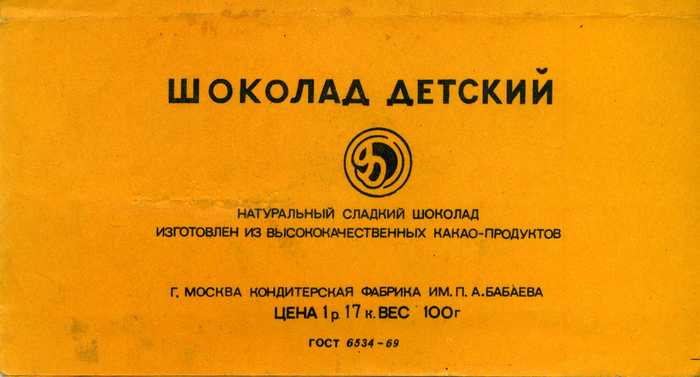 ШОКОЛАД ДЕТСКИЙ
НАТУРАЛЬНЫЙ СЛАДКИЙ ШОКОЛАД
ИЗГОТОВЛЕН ИЗ ВЫСОКОКАЧЕСТВЕННЫХ КАКАО-ПРОДУКТОВ
Г. МОСКВА КОНДИТЕРСКАЯ ФАБРИКА ИМ. П. А. БАБАЕВА
ЦЕНА 1 р. 17 к. ВЕС 100 г
ГОСТ 6534-69